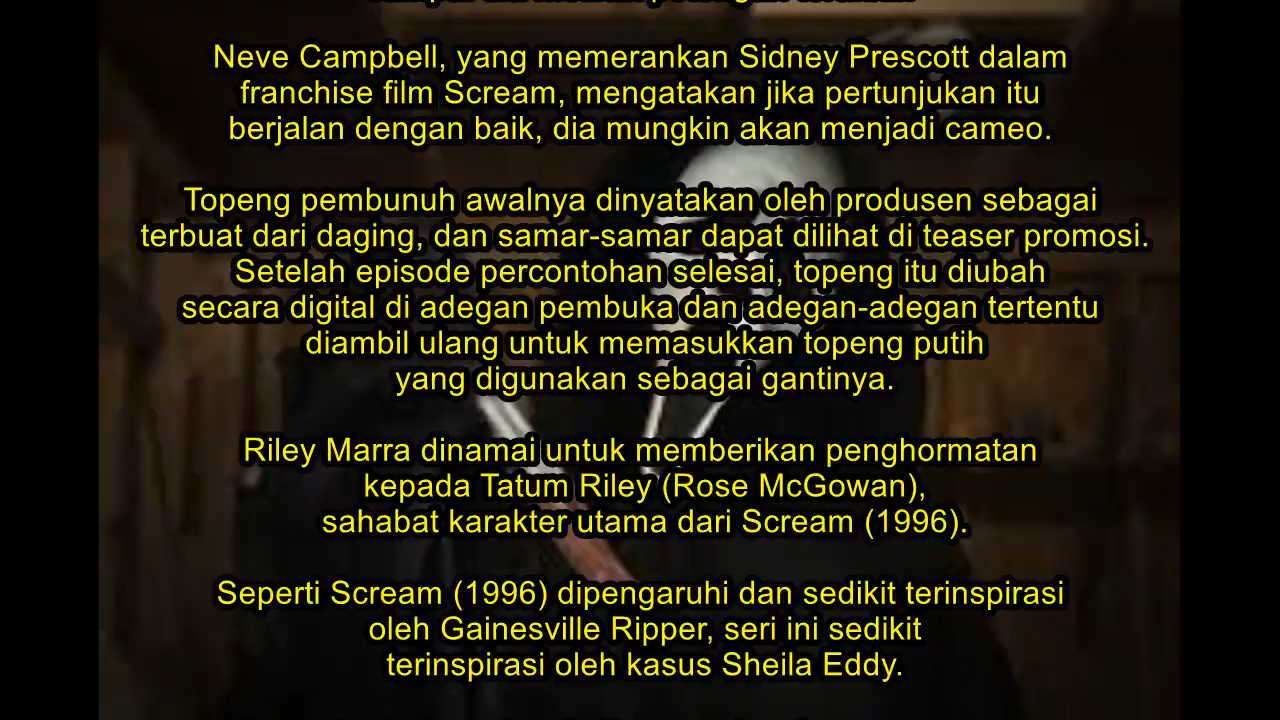 Neve Campbell, yang memerankan Sidney Prescott dalam
franchise film Scream, mengatakan jika pertunjukan itu
berjalan dengan baik, dia mungkin akan menjadi cameo.
Topeng pembunuh awalnya dinyatakan oleh produsen sebagai
terbuat dari daging, dan samar-samar dapat dilihat di teaser promosi.
Setelah episode percontohan selesai, topeng itu diubah
secara digital di adegan pembuka dan adegan-adegan tertentu
diambil ulang untuk memasukkan topeng putih
yang digunakan sebagai gantinya.
Riley Marra dinamai untuk memberikan penghormatan
kepada Tatum Riley (Rose McGowan),
sahabat karakter utama dari Scream (1996).
Seperti Scream (1996) dipengaruhi dan sedikit terinspirasi
oleh Gainesville Ripper, seri ini sedikit
terinspirasi oleh kasus Sheila Eddy.